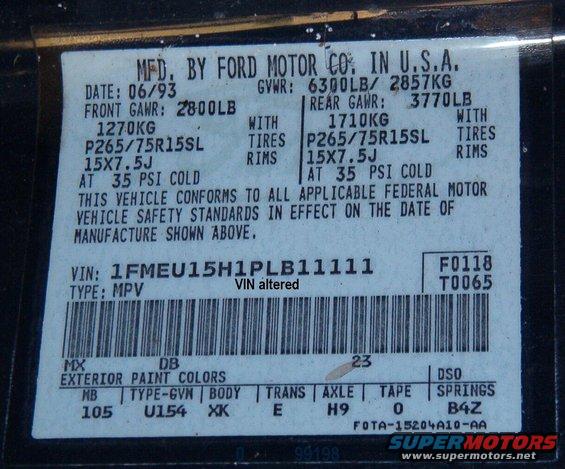 MFD. BY FORD MOTOR CO. IN U.S.A.
DATE: 06/93 GVWR: 6300LB/ 2857KG
FRONT GAWR: 2800LB REAR GAWR: 3770LB
1270KG WITH 1710KG WITH
P265/75R15SL TIRES P265/75R15SL TIRES
15X7.5J RIMS 15X7.5J RIMS
AT 35 PSI COLD AT 35 PSI COLD
THIS VEHICLE CONFORMS TO ALL APPLICABLE FEDERAL MOTOR
VEHICLE SAFETY STANDARDS IN EFFECT ON THE DATE OF
MANUFACTURE SHOWN ABOVE.
VIN: 1FMEU15H1PLB11111 F0118
TYPE: MPV VIN altered T0065
MX DB 23
EXTERIOR PAINT COLORS DSO
WB TYPE-GVW BODY TRANS AXLE TAPE SPRINGS
105 U154 XK E H9 O B4Z
F0TA-15204A10-AA
0 99198
SUPERMOTORS
www.supermotors.net